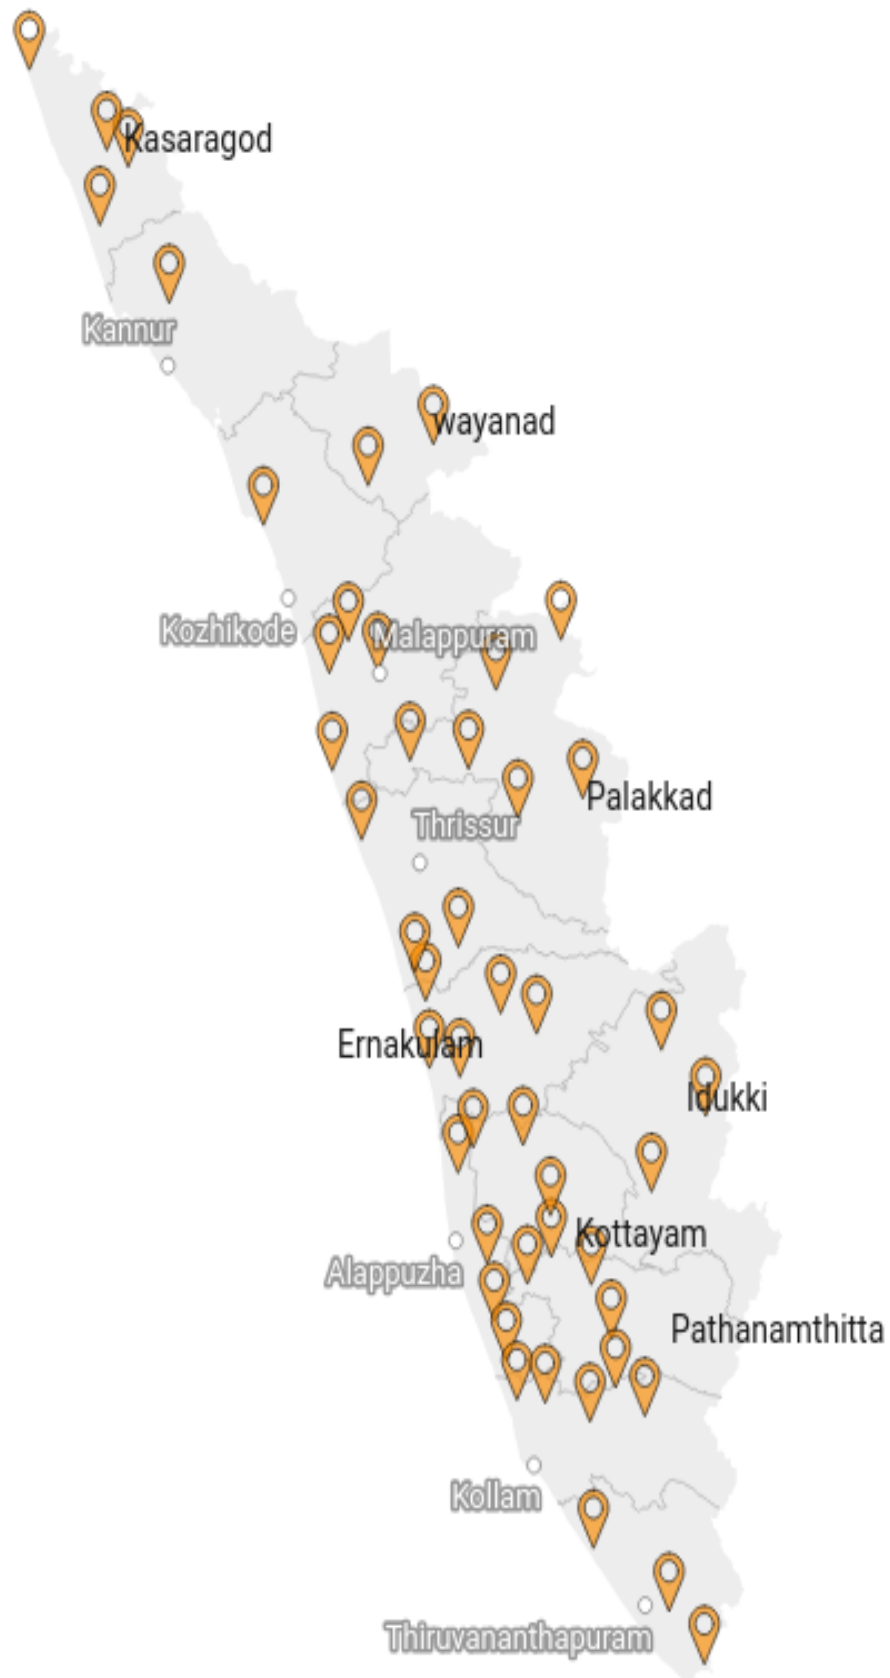 Kasaragod
Kannur
wayanad
Kozhikode
Malappuram
Palakkad
Thrissur
Ernakulam
Idukki
Kottayam
Alappuzha
Pathanamthitta
Kollam
Thiruvananthapuram